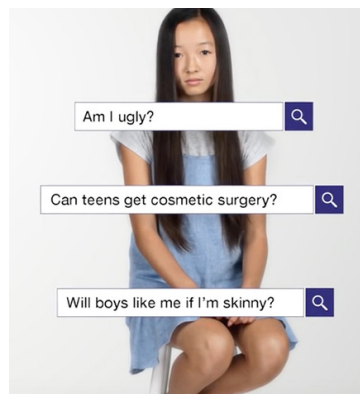 Am I ugly?
Can teens get cosmetic surgery?
Will boys like me if I'm skinny?